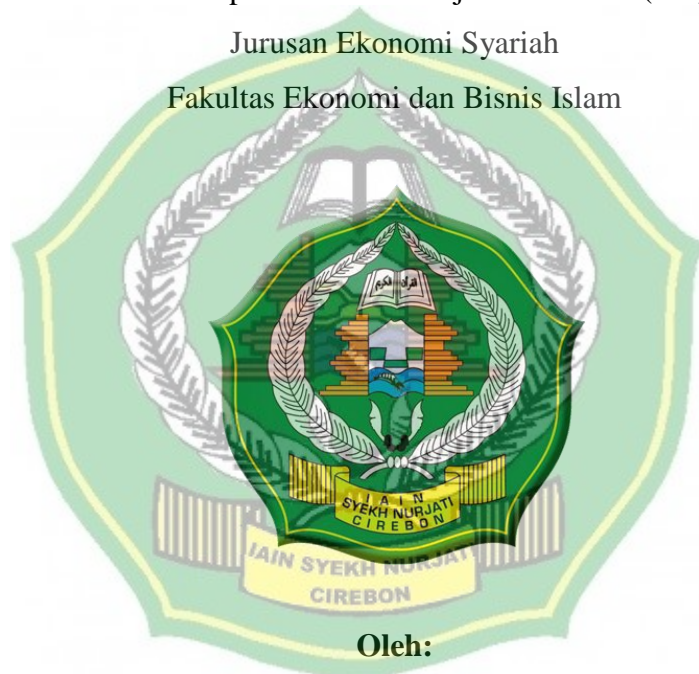 Jurusan Ekonomi Syariah
Fakultas Ekonomi dan Bisnis Islam
I A I N
SYEKH NURJATI
CIREBON
IAIN SYEKH NURJATI
CIREBON
Oleh: